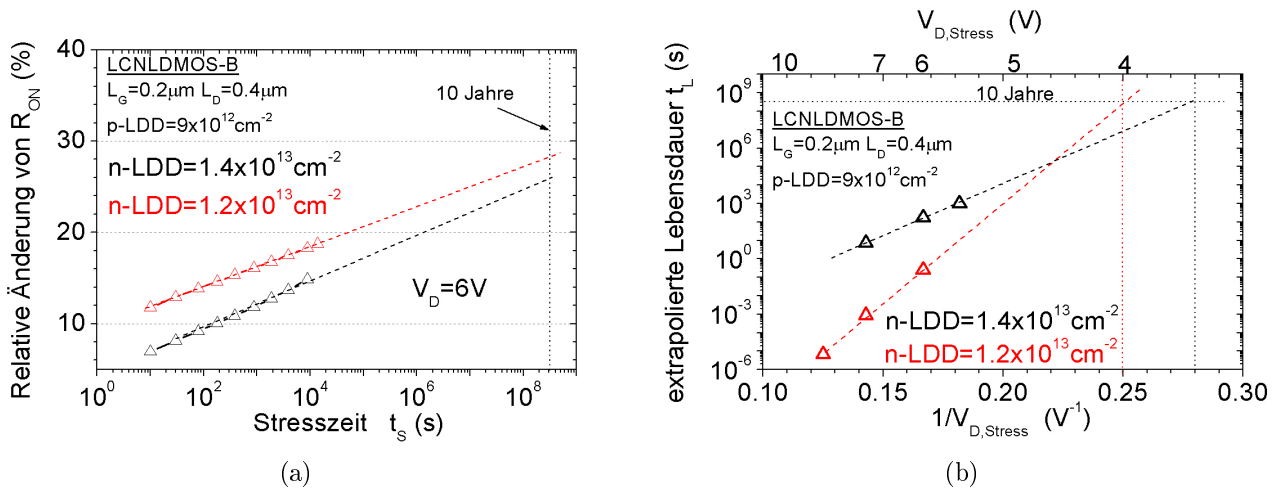 40
30
20
10
Relative Änderung von R_ON (%)
LCNLDMOS-B
L_G=0.2µm L_D=0.4µm
p-LDD=9x10^12cm^-2
n-LDD=1.4x10^13cm^-2
n-LDD=1.2x10^13cm^-2
10 Jahre
V_D=6V
10^0 10^2 10^4 10^6 10^8
Stresszeit t_S (s)
(a)
V_D,Stress (V)
10 7 6 5 4
extrapolierte Lebensdauer t_L (s)
10^9
10^6
10^3
10^0
10^-3
10^-6
10 Jahre
LCNLDMOS-B
L_G=0.2µm L_D=0.4µm
p-LDD=9x10^12cm^-2
n-LDD=1.4x10^13cm^-2
n-LDD=1.2x10^13cm^-2
0.10 0.15 0.20 0.25 0.30
1/V_D,Stress (V^-1)
(b)